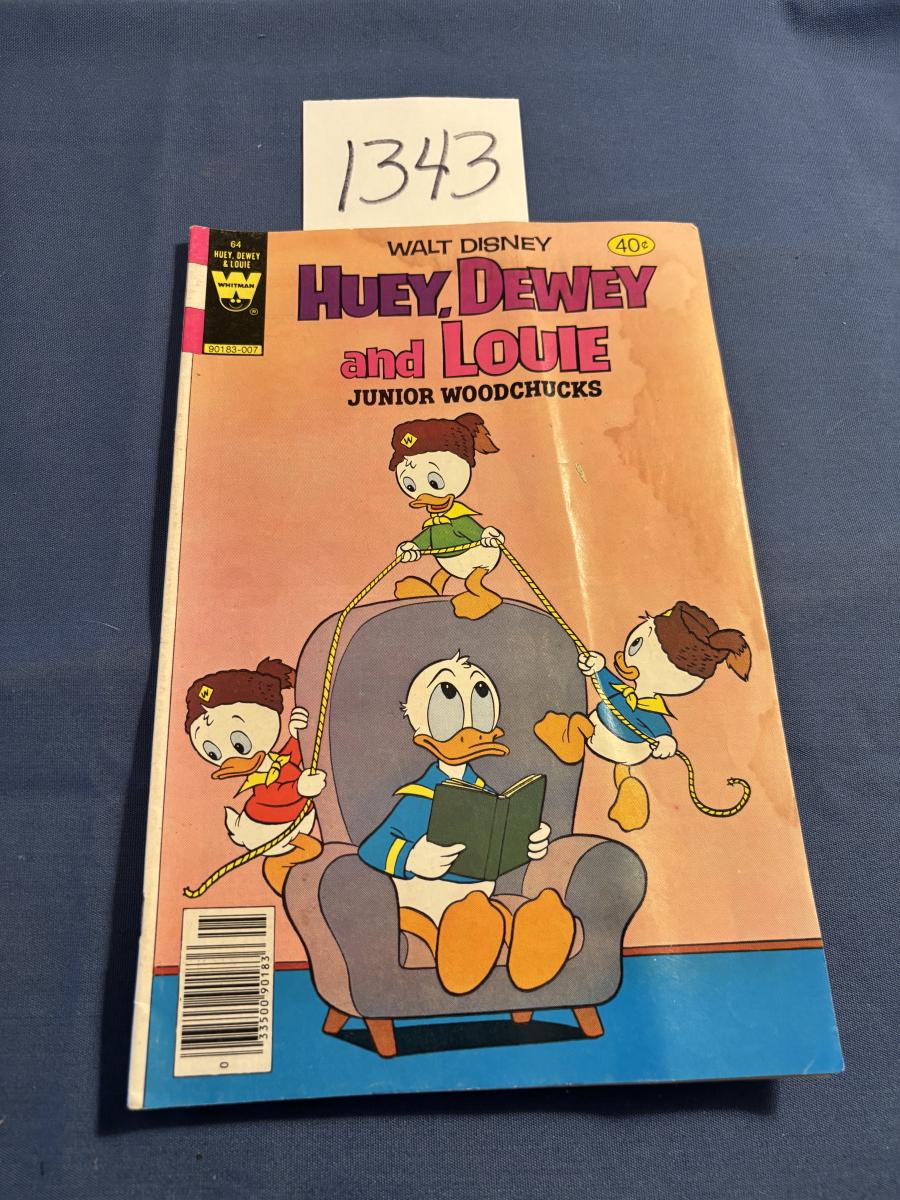 1343
64
HUEY, DEWEY
& LOUIE
W
WHITMAN
®
90183-007
WALT DISNEY
40¢
HUEY, DEWEY
and LOUIE
JUNIOR WOODCHUCKS
W
W
33500 90183
0